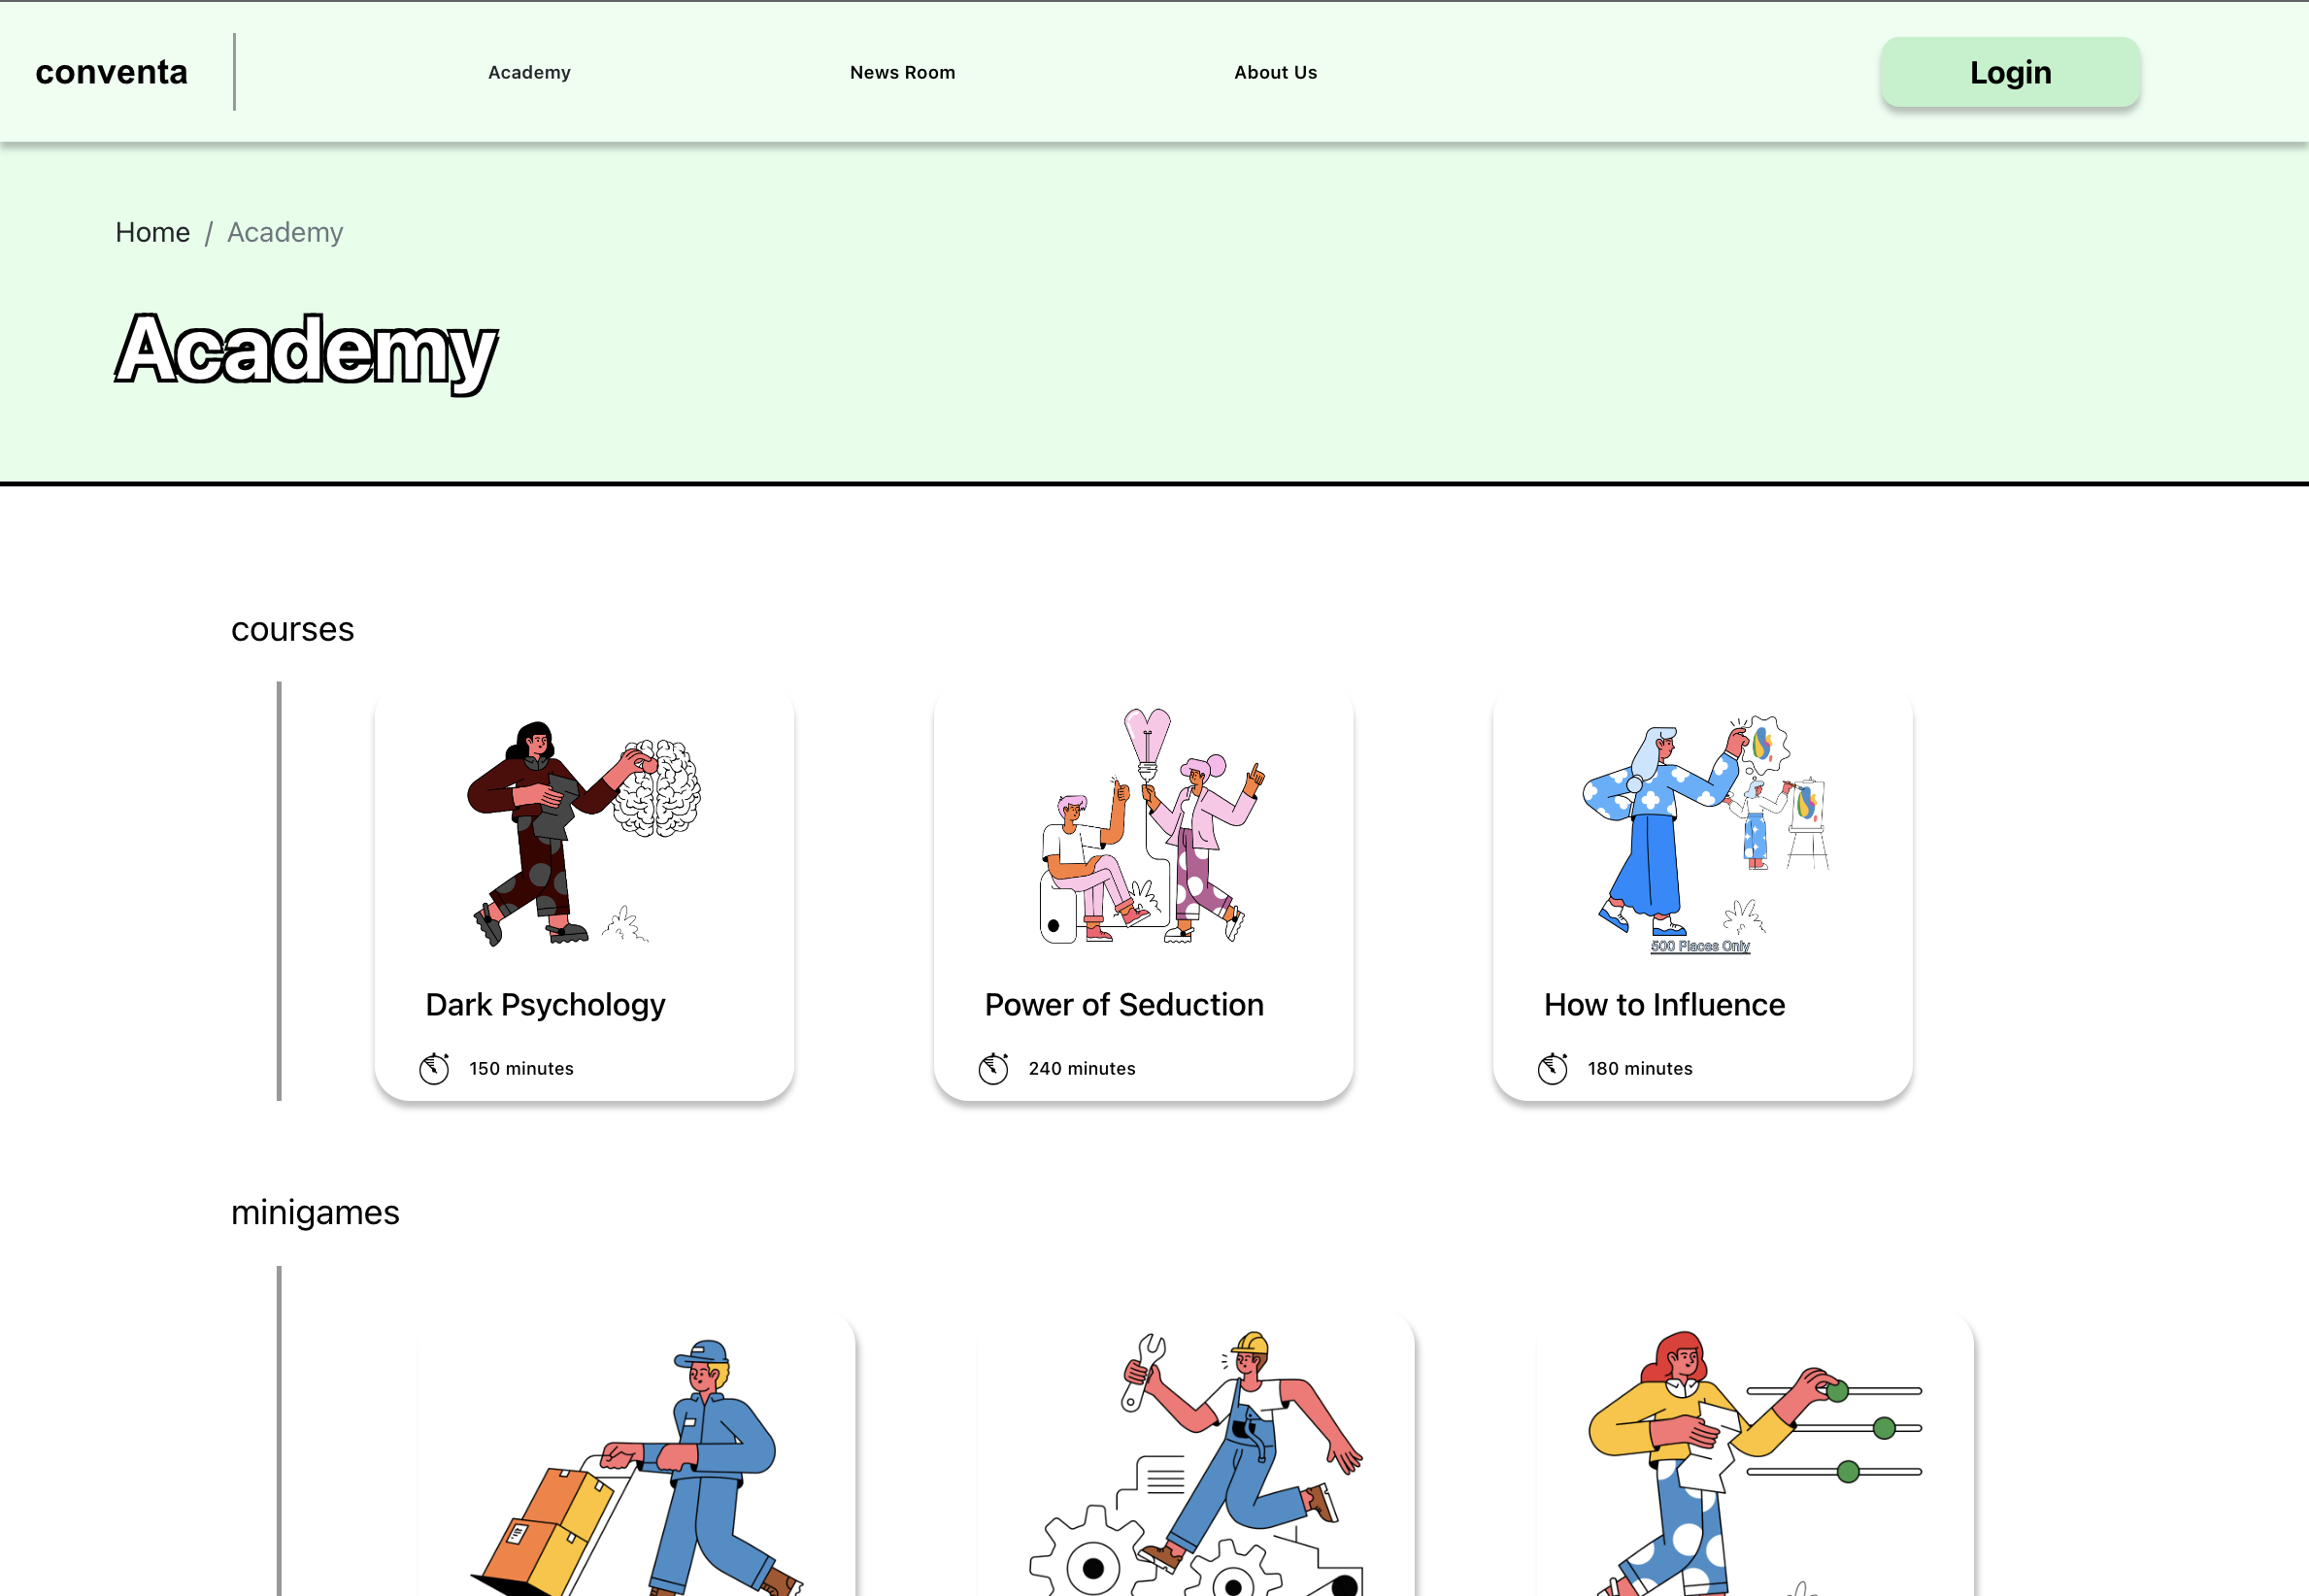 conventa
Academy
News Room
About Us
Login
Home / Academy
Academy
courses
500 Places Only
Dark Psychology
Power of Seduction
How to Influence
150 minutes
240 minutes
180 minutes
minigames